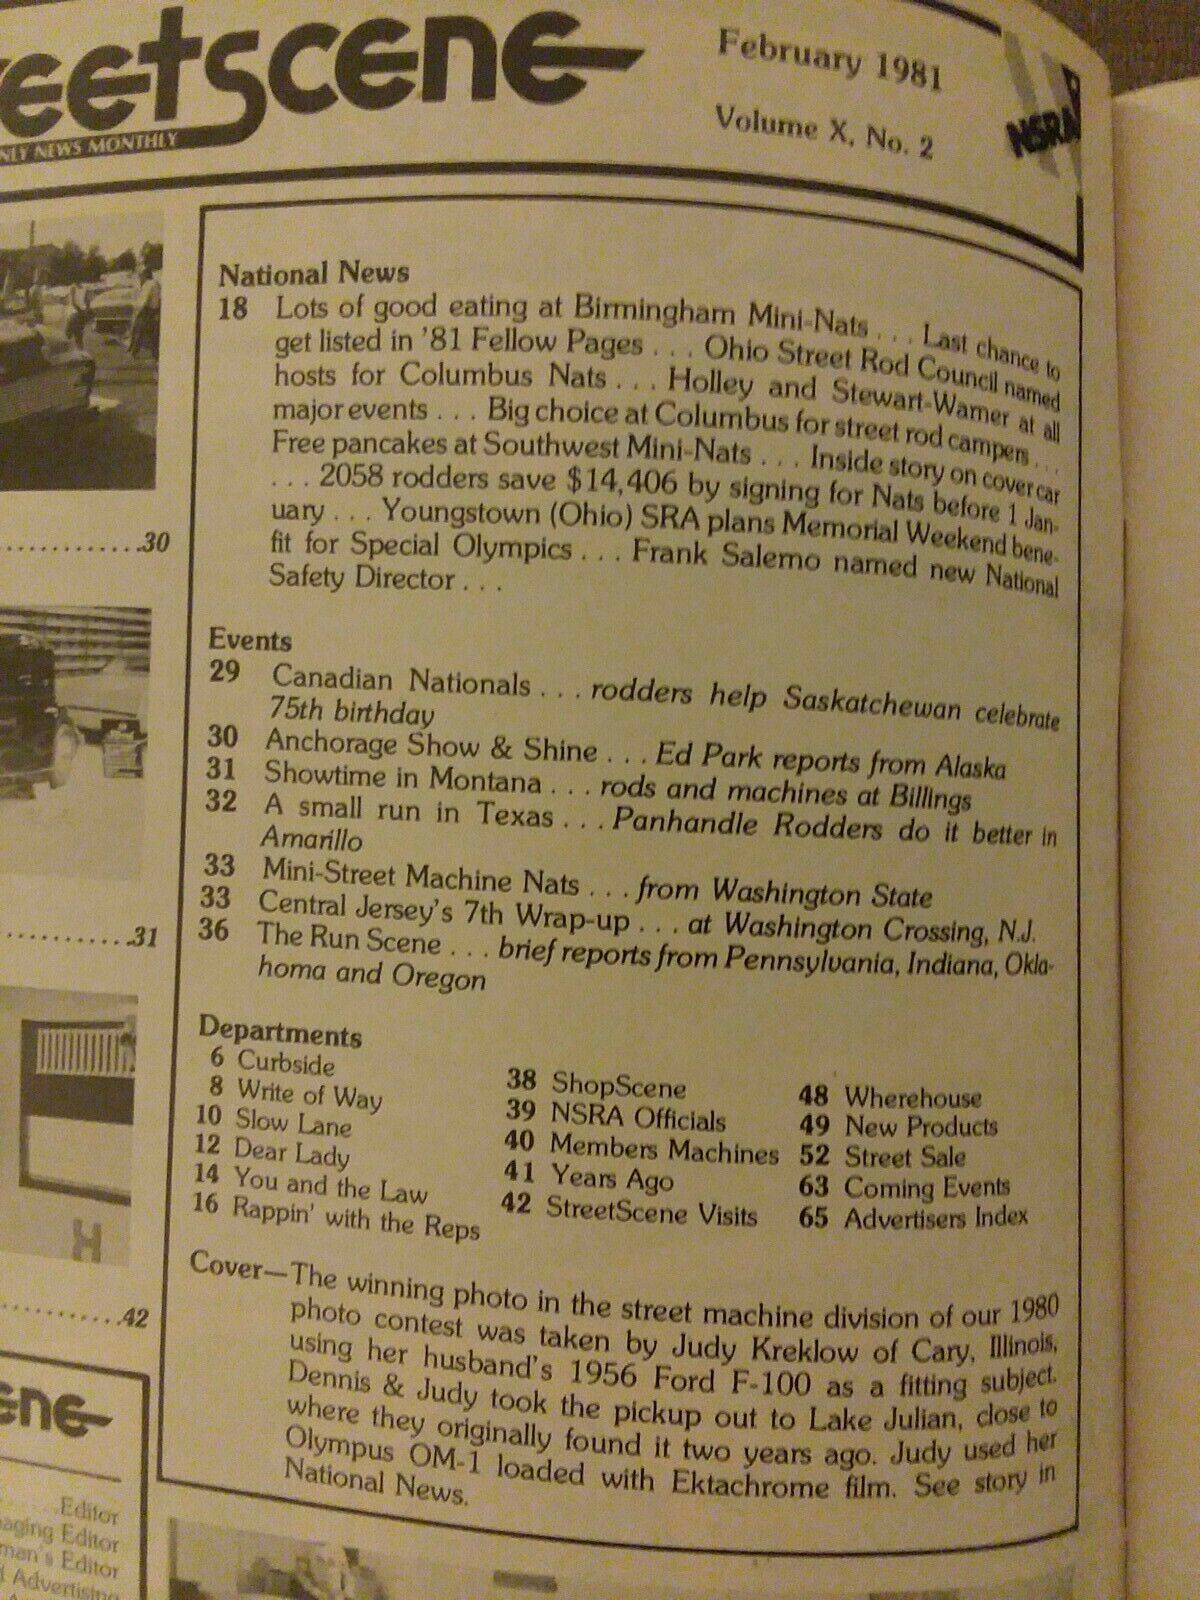 reetscene
NLY NEWS MONTHLY
February 1981
Volume X, No. 2
NSRA
National News
18 Lots of good eating at Birmingham Mini-Nats . . . Last chance to
get listed in '81 Fellow Pages . . . Ohio Street Rod Council named
hosts for Columbus Nats . . . Holley and Stewart-Warner at all
major events . . . Big choice at Columbus for street rod campers . . .
Free pancakes at Southwest Mini-Nats . . . Inside story on cover car
. . . 2058 rodders save $14,406 by signing for Nats before 1 Jan-
uary . . . Youngstown (Ohio) SRA plans Memorial Weekend bene-
fit for Special Olympics . . . Frank Salerno named new National
Safety Director . . .
Events
29 Canadian Nationals . . . rodders help Saskatchewan celebrate
75th birthday
30 Anchorage Show & Shine . . . Ed Park reports from Alaska
31 Showtime in Montana . . . rods and machines at Billings
32 A small run in Texas . . . Panhandle Rodders do it better in
Amarillo
33 Mini-Street Machine Nats . . . from Washington State
33 Central Jersey's 7th Wrap-up . . . at Washington Crossing, N.J.
36 The Run Scene . . . brief reports from Pennsylvania, Indiana, Okla-
homa and Oregon
Departments
6 Curbside
8 Write of Way
10 Slow Lane
12 Dear Lady
14 You and the Law
16 Rappin' with the Reps
38 ShopScene
39 NSRA Officials
40 Members Machines
41 Years Ago
42 StreetScene Visits
48 Wherehouse
49 New Products
52 Street Sale
63 Coming Events
65 Advertisers Index
Cover—The winning photo in the street machine division of our 1980
photo contest was taken by Judy Kreklow of Cary, Illinois,
using her husband's 1956 Ford F-100 as a fitting subject.
Dennis & Judy took the pickup out to Lake Julian, close to
where they originally found it two years ago. Judy used her
Olympus OM-1 loaded with Ektachrome film. See story in
National News.
............30
............31
H
.......42
ene
Editor
aging Editor
man's Editor
Advertising